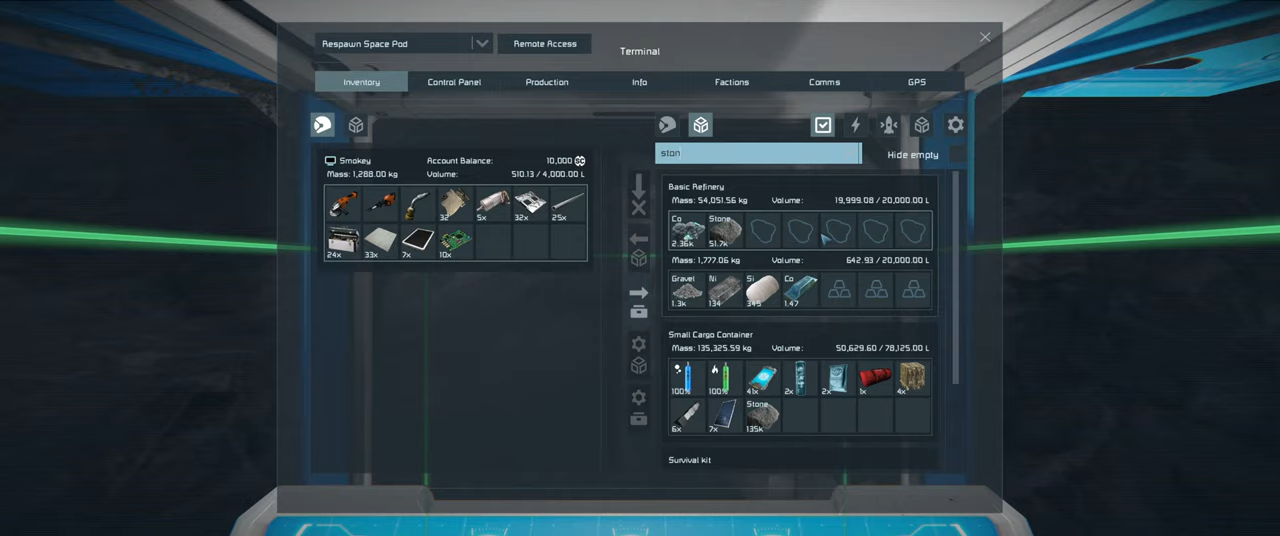 Respawn Space Pod
Remote Access
Terminal
Inventory
Control Panel
Production
Info
Factions
Comms
GPS
Smokey
Account Balance: 10,000
Mass: 1,288.00 kg
Volume: 510.13 / 4,000.00 L
32
5x
32x
25x
24x
33x
7x
10x
stan
Hide empty
Basic Refinery
Mass: 54,051.56 kg
Volume: 19,999.08 / 20,000.00 L
Co
Stone
2.36k
51.7k
Mass: 1,777.06 kg
Volume: 642.93 / 20,000.00 L
Gravel
Ni
Si
Co
1.3k
134
345
1.47
Small Cargo Container
Mass: 135,325.59 kg
Volume: 50,629.60 / 78,125.00 L
100%
100%
41x
2x
2x
1x
4x
Stone
6x
7x
135k
Survival kit